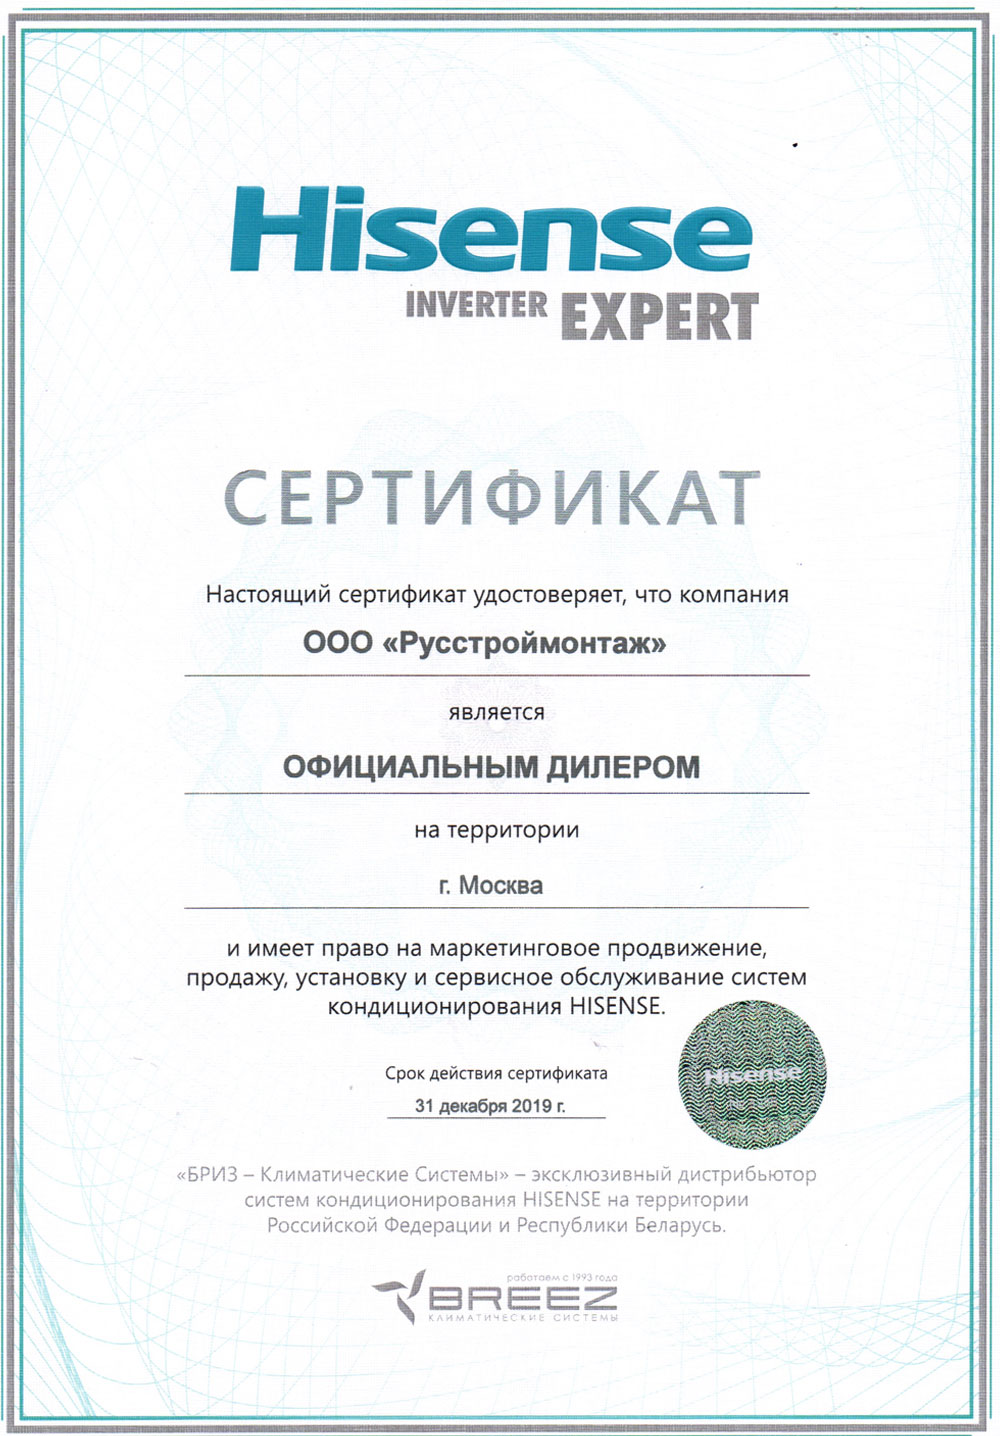 Hisense
INVERTER EXPERT
СЕРТИФИКАТ
Настоящий сертификат удостоверяет, что компания
ООО «Русстроймонтаж»
является
ОФИЦИАЛЬНЫМ ДИЛЕРОМ
на территории
г. Москва
и имеет право на маркетинговое продвижение,
продажу, установку и сервисное обслуживание систем
кондиционирования HISENSE.
Hisense
Срок действия сертификата
31 декабря 2019 г.
«БРИЗ – Климатические Системы» – эксклюзивный дистрибьютор
систем кондиционирования HISENSE на территории
Российской Федерации и Республики Беларусь.
работаем с 1993 года
BREEZ
КЛИМАТИЧЕСКИЕ СИСТЕМЫ